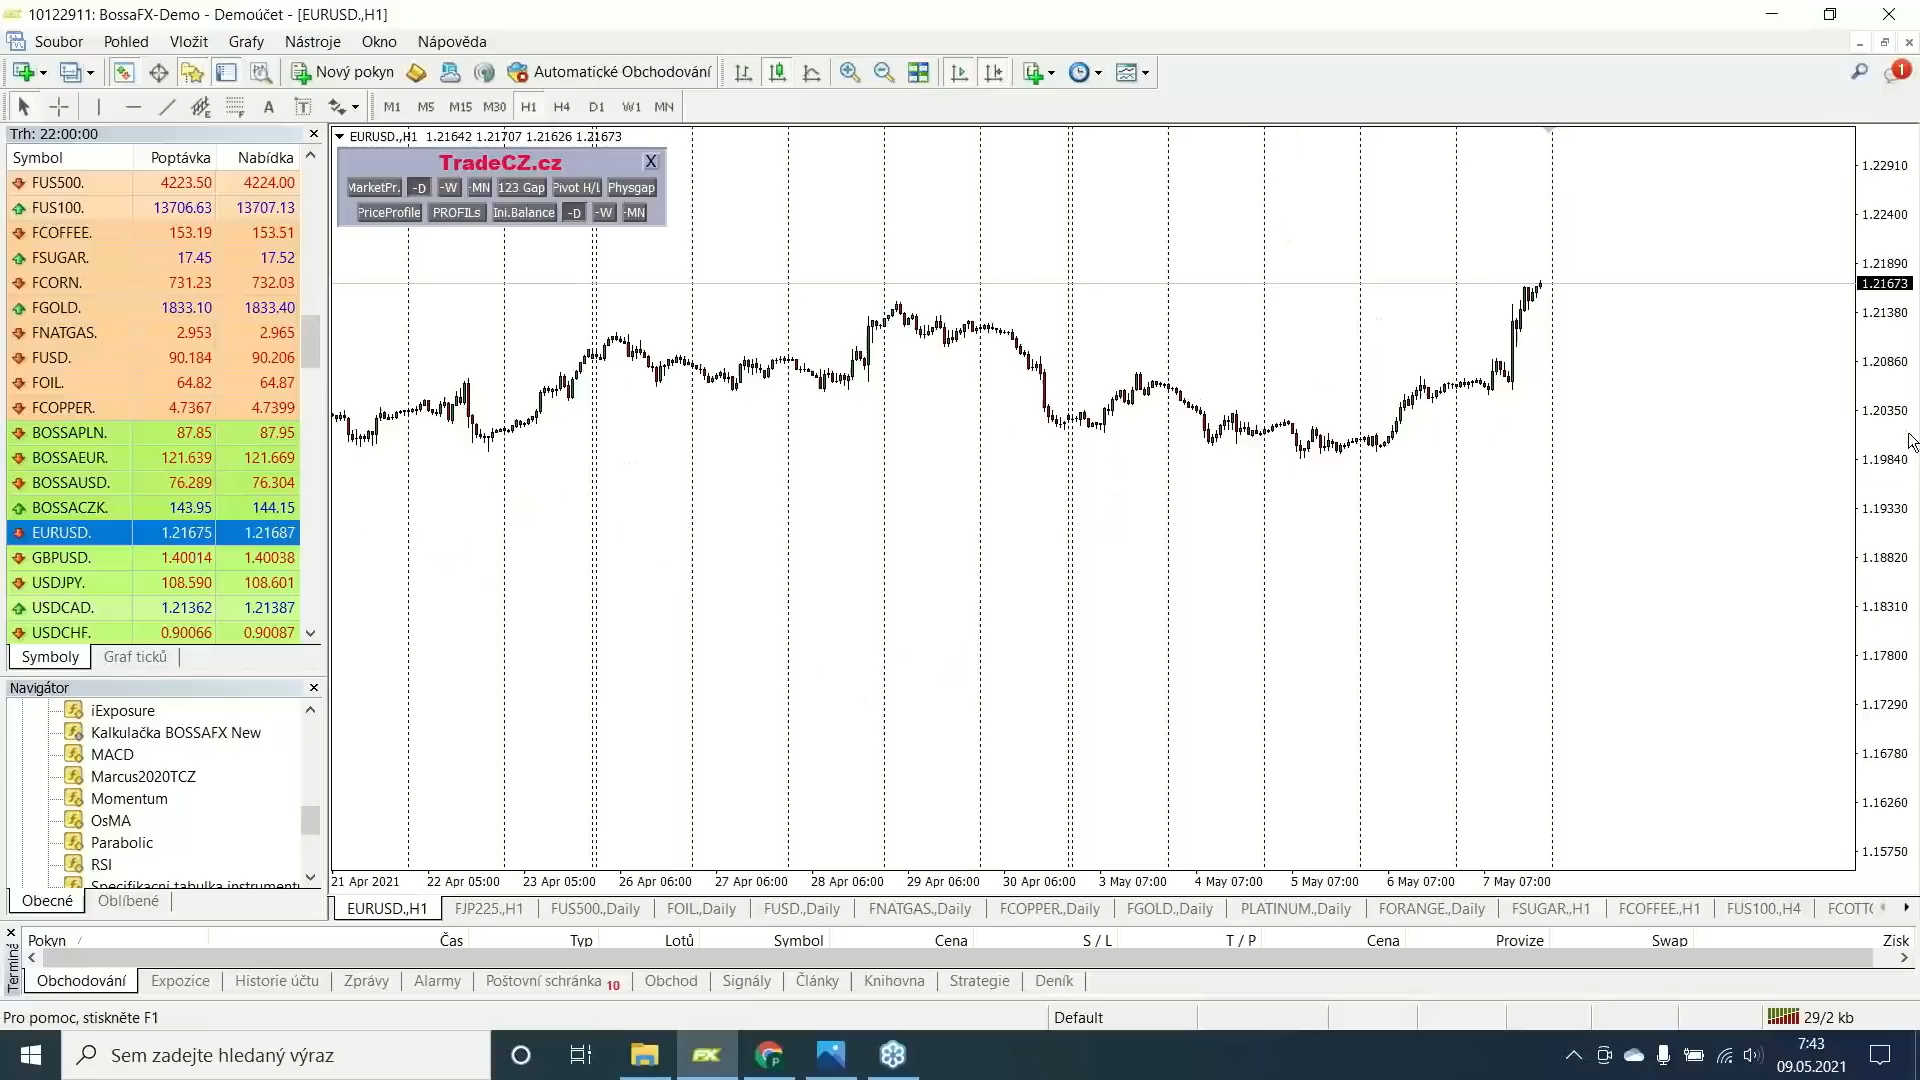 10122911: BossaFX-Demo - Demoúčet - [EURUSD.,H1]
Soubor Pohled Vložit Grafy Nástroje Okno Nápověda
Nový pokyn Automatické Obchodování
1
A T M1 M5 M15 M30 H1 H4 D1 W1 MN
Trh: 22:00:00
Symbol Poptávka Nabídka
FUS500. 4223.50 4224.00
FUS100. 13706.63 13707.13
FCOFFEE. 153.19 153.51
FSUGAR. 17.45 17.52
FCORN. 731.23 732.03
FGOLD. 1833.10 1833.40
FNATGAS. 2.953 2.965
FUSD. 90.184 90.206
FOIL. 64.82 64.87
FCOPPER. 4.7367 4.7399
BOSSAPLN. 87.85 87.95
BOSSAEUR. 121.639 121.669
BOSSAUSD. 76.289 76.304
BOSSACZK. 143.95 144.15
EURUSD. 1.21675 1.21687
GBPUSD. 1.40014 1.40038
USDJPY. 108.590 108.601
USDCAD. 1.21362 1.21387
USDCHF. 0.90066 0.90087
Symboly Graf ticků
Navigátor
iExposure
Kalkulačka BOSSAFX New
MACD
Marcus2020TCZ
Momentum
OsMA
Parabolic
RSI
Specifikacni tabulka instrumentu
Obecné Oblíbené
EURUSD.,H1 1.21642 1.21707 1.21626 1.21673
TradeCZ.cz X
MarketPr. -D -W -MN 123 Gap Pivot H/L Physgap
PriceProfile PROFILs Ini.Balance -D -W -MN
1.22910
1.22400
1.21890
1.21673
1.21380
1.20860
1.20350
1.19840
1.19330
1.18820
1.18310
1.17800
1.17290
1.16780
1.16260
1.15750
21 Apr 2021 22 Apr 05:00 23 Apr 05:00 26 Apr 06:00 27 Apr 06:00 28 Apr 06:00 29 Apr 06:00 30 Apr 06:00 3 May 07:00 4 May 07:00 5 May 07:00 6 May 07:00 7 May 07:00
EURUSD.,H1 FJP225.,H1 FUS500.,Daily FOIL.,Daily FUSD.,Daily FNATGAS.,Daily FCOPPER.,Daily FGOLD.,Daily PLATINUM.,Daily FORANGE.,Daily FSUGAR.,H1 FCOFFEE.,H1 FUS100.,H4 FCOTT
Terminá
Pokyn / Čas Typ Lotů Symbol Cena S / L T / P Cena Provize Swap Zisk
Obchodování Expozice Historie účtu Zprávy Alarmy Poštovní schránka 10 Obchod Signály Články Knihovna Strategie Deník
Pro pomoc, stiskněte F1 Default 29/2 kb
Sem zadejte hledaný výraz
FX
P
7:43
09.05.2021